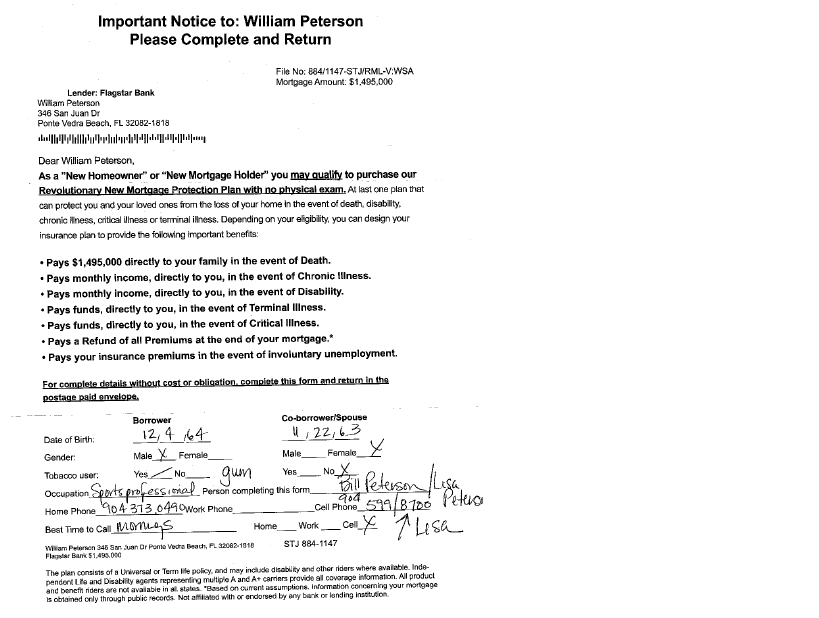 Important Notice to: William Peterson
Please Complete and Return
File No: 884/1147-STJ/RML-V:WSA
Mortgage Amount: $1,495,000
Lender: Flagstar Bank
William Peterson
346 San Juan Dr
Ponte Vedra Beach, FL 32082-1818
Dear William Peterson,
As a "New Homeowner" or "New Mortgage Holder" you may qualify to purchase our
Revolutionary New Mortgage Protection Plan with no physical exam. At last one plan that
can protect you and your loved ones from the loss of your home in the event of death, disability,
chronic illness, critical illness or terminal illness. Depending on your eligibility, you can design your
insurance plan to provide the following important benefits:
• Pays $1,495,000 directly to your family in the event of Death.
• Pays monthly income, directly to you, in the event of Chronic Illness.
• Pays monthly income, directly to you, in the event of Disability.
• Pays funds, directly to you, in the event of Terminal Illness.
• Pays funds, directly to you, in the event of Critical Illness.
• Pays a Refund of all Premiums at the end of your mortgage.*
• Pays your insurance premiums in the event of involuntary unemployment.
For complete details without cost or obligation, complete this form and return in the
postage paid envelope.
Borrower Co-borrower/Spouse
Date of Birth: 12, 4, 64 11, 22, 63
Gender: Male X Female Male Female X
Tobacco user: Yes / No gum Yes No X
Occupation Sports professional Person completing this form Bill Peterson/Lisa Peterson
Home Phone 904 373.0490 Work Phone Cell Phone 904 599/8700
Best Time to Call Home Work Cell X ↑ Lisa
William Peterson 346 San Juan Dr Ponte Vedra Beach, FL 32082-1818 STJ 884-1147
Flagstar Bank $1,495,000
The plan consists of a Universal or Term life policy, and may include disability and other riders where available. Inde-
pendent Life and Disability agents representing multiple A and A+ carriers provide all coverage information. All product
and benefit riders are not available in all states. *Based on current assumptions. Information concerning your mortgage
is obtained only through public records. Not affiliated with or endorsed by any bank or lending institution.